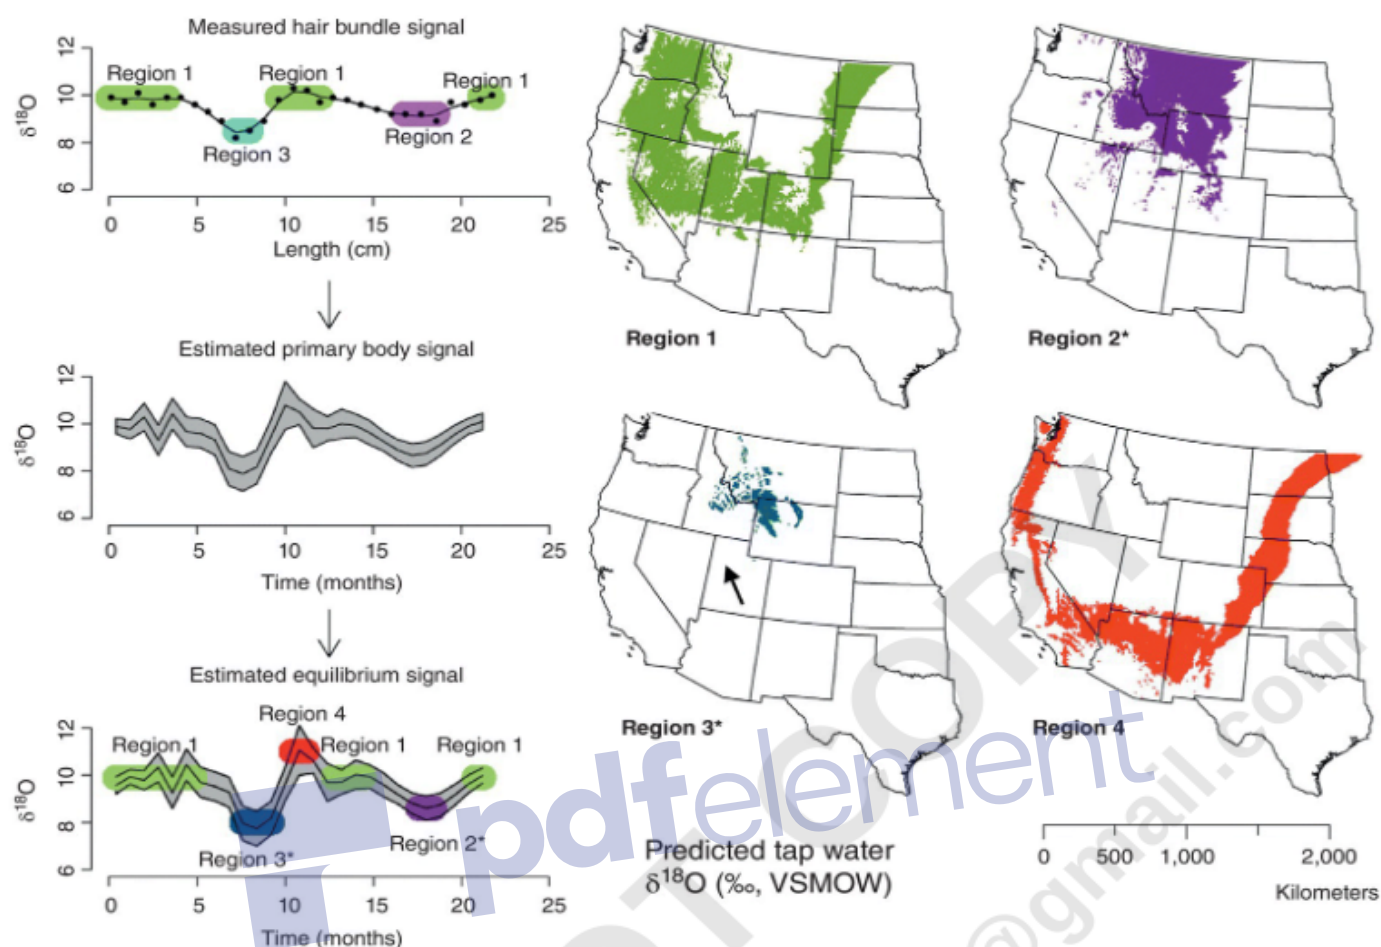 Measured hair bundle signal
12
10
8
6
δ¹⁸O
Region 1
Region 1
Region 1
Region 3
Region 2
0 5 10 15 20 25
Length (cm)
Estimated primary body signal
12
10
8
6
δ¹⁸O
0 5 10 15 20 25
Time (months)
Estimated equilibrium signal
12
10
8
6
δ¹⁸O
Region 4
Region 1
Region 1
Region 1
Region 3*
Region 2*
0 5 10 15 20 25
Time (months)
Region 1
Region 2*
Region 3*
Region 4
Predicted tap water
δ¹⁸O (‰, VSMOW)
0 500 1,000 2,000
Kilometers
pdfelement
COPY
@gmail.com